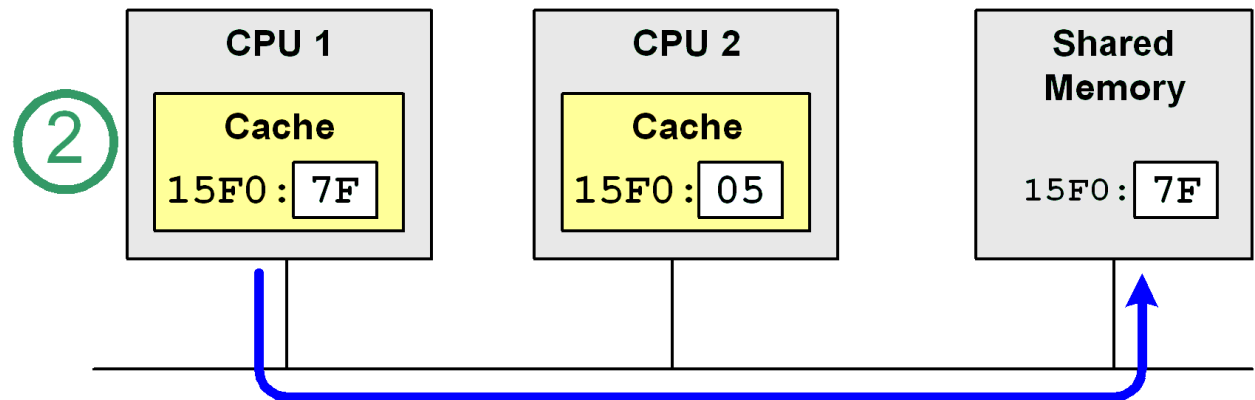 CPU 1
CPU 2
Shared
Memory
2
Cache
15F0: 7F
Cache
15F0: 05
15F0: 7F